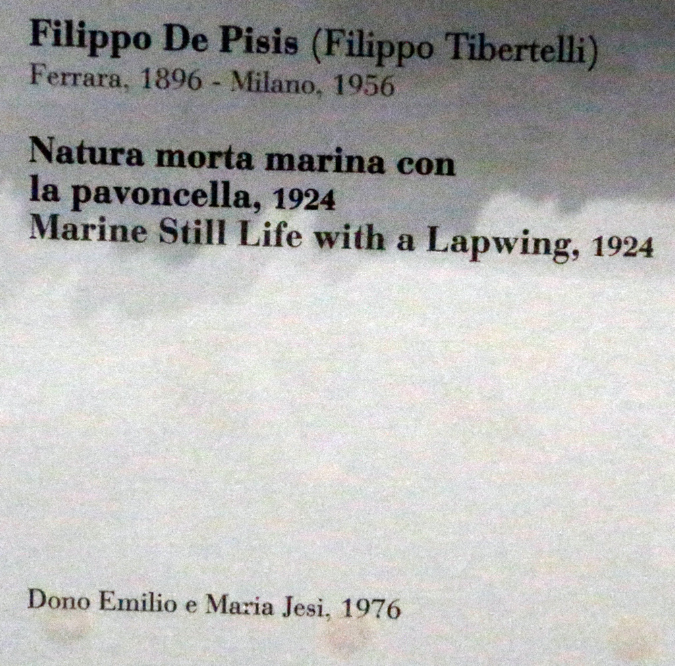 Filippo De Pisis (Filippo Tibertelli)
Ferrara, 1896 - Milano, 1956
Natura morta marina con
la pavoncella, 1924
Marine Still Life with a Lapwing, 1924
Dono Emilio e Maria Jesi, 1976